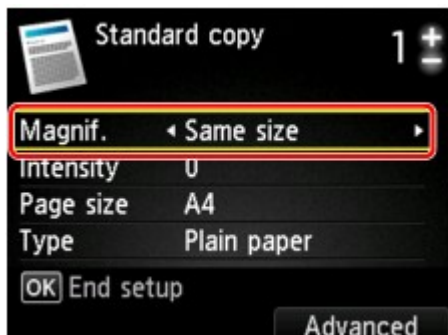 Standard copy 1
Magnif. Same size
Intensity 0
Page size A4
Type Plain paper
OK End setup
Advanced